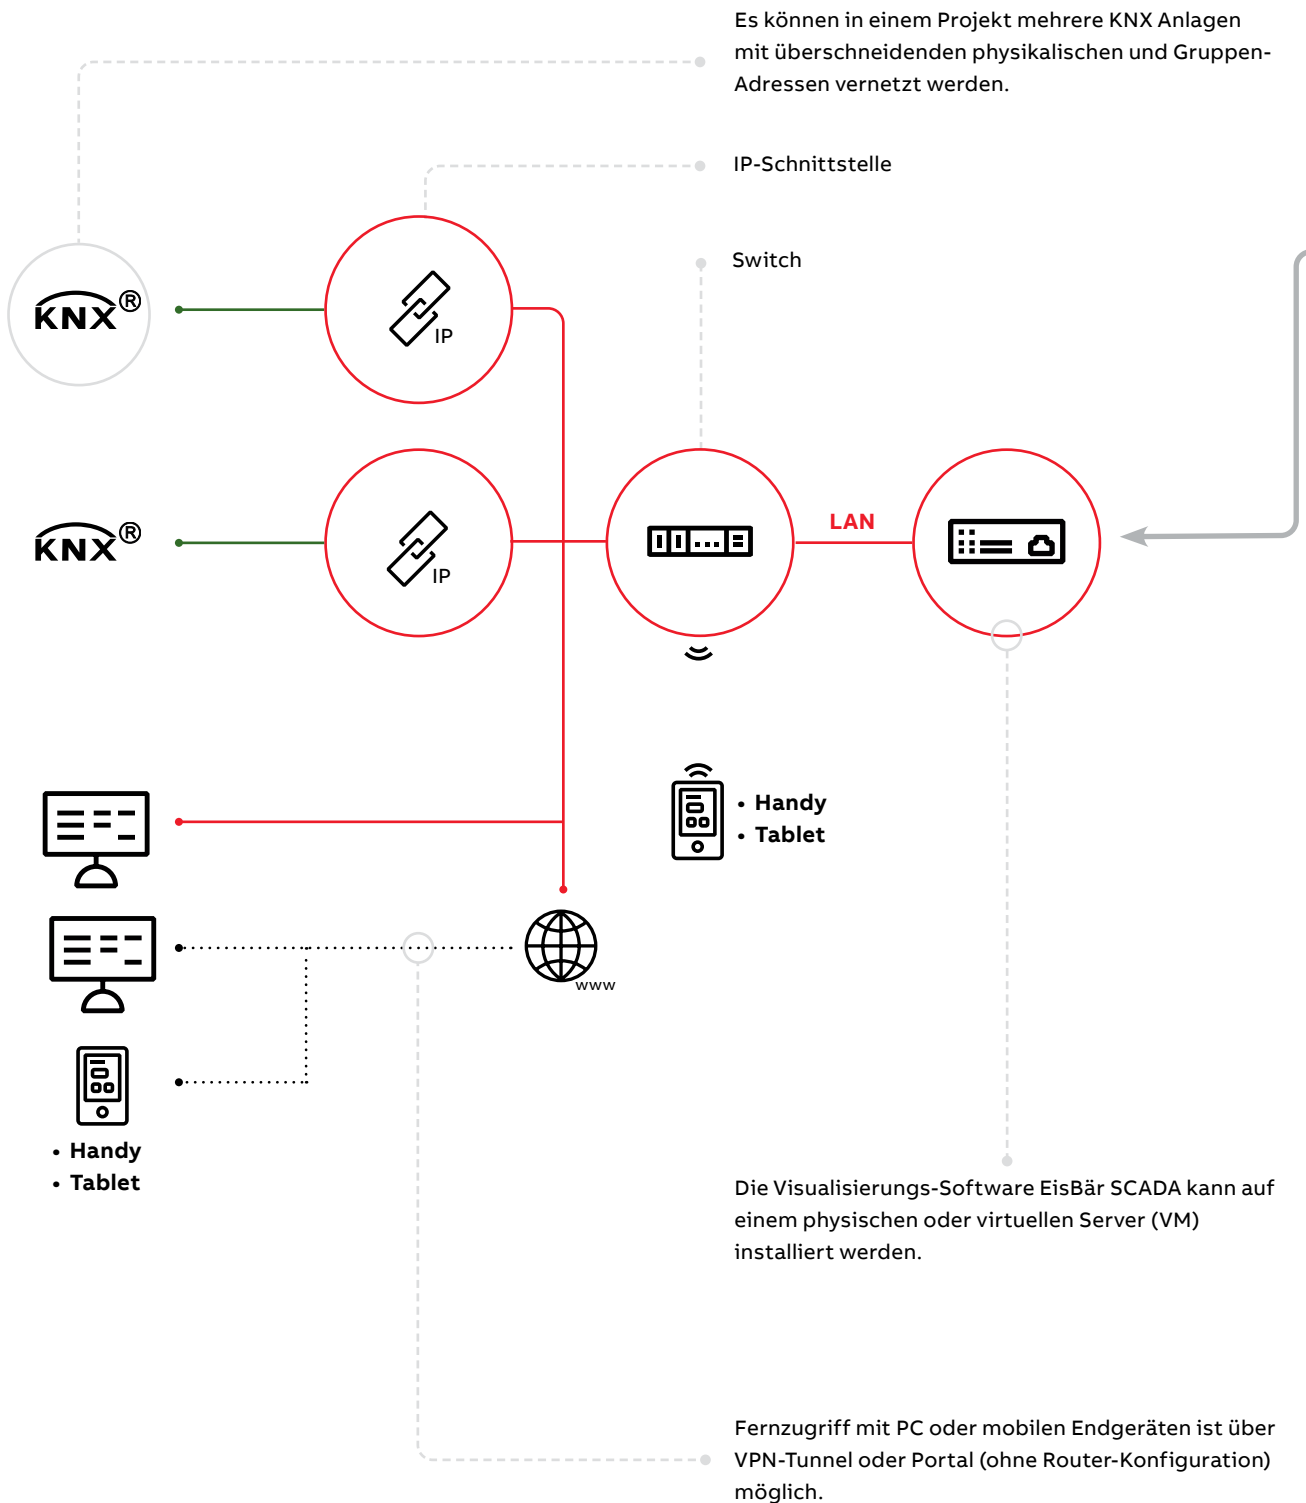 Es können in einem Projekt mehrere KNX Anlagen
mit überschneidenden physikalischen und Gruppen-
Adressen vernetzt werden.
IP-Schnittstelle
Switch
KNX®
IP
KNX®
IP
LAN
• Handy
• Tablet
www
• Handy
• Tablet
Die Visualisierungs-Software EisBär SCADA kann auf
einem physischen oder virtuellen Server (VM)
installiert werden.
Fernzugriff mit PC oder mobilen Endgeräten ist über
VPN-Tunnel oder Portal (ohne Router-Konfiguration)
möglich.